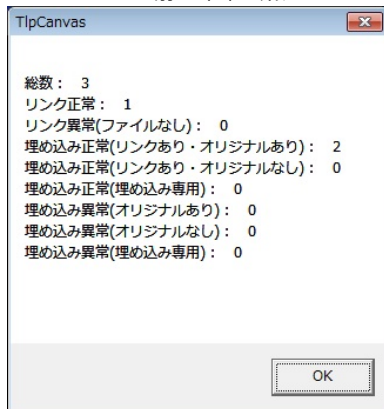 TlpCanvas
総数： 3
リンク正常： 1
リンク異常(ファイルなし)： 0
埋め込み正常(リンクあり・オリジナルあり)： 2
埋め込み正常(リンクあり・オリジナルなし)： 0
埋め込み正常(埋め込み専用)： 0
埋め込み異常(オリジナルあり)： 0
埋め込み異常(オリジナルなし)： 0
埋め込み異常(埋め込み専用)： 0
OK